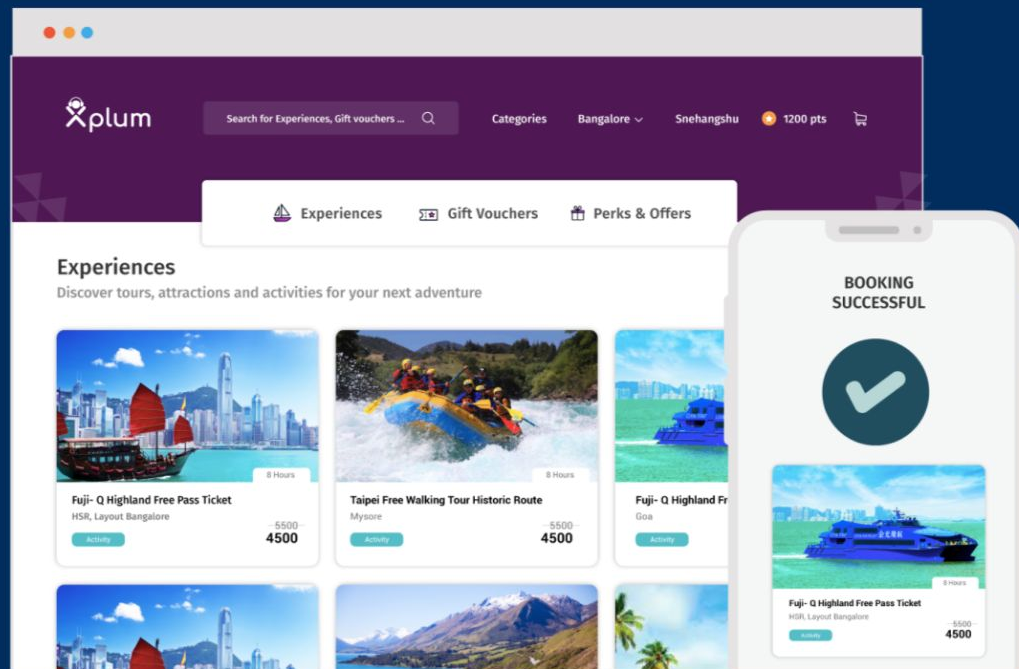 Xplum
Search for Experiences, Gift vouchers ...
Categories
Bangalore
Snehangshu
1200 pts
Experiences
Gift Vouchers
Perks & Offers
Experiences
Discover tours, attractions and activities for your next adventure
8 Hours
Fuji- Q Highland Free Pass Ticket
HSR, Layout Bangalore
Activity
5500
4500
8 Hours
Taipei Free Walking Tour Historic Route
Mysore
Activity
5500
4500
Fuji- Q Highland Fr
Goa
Activity
BOOKING
SUCCESSFUL
8 Hours
Fuji- Q Highland Free Pass Ticket
HSR, Layout Bangalore
Activity
5500
4500